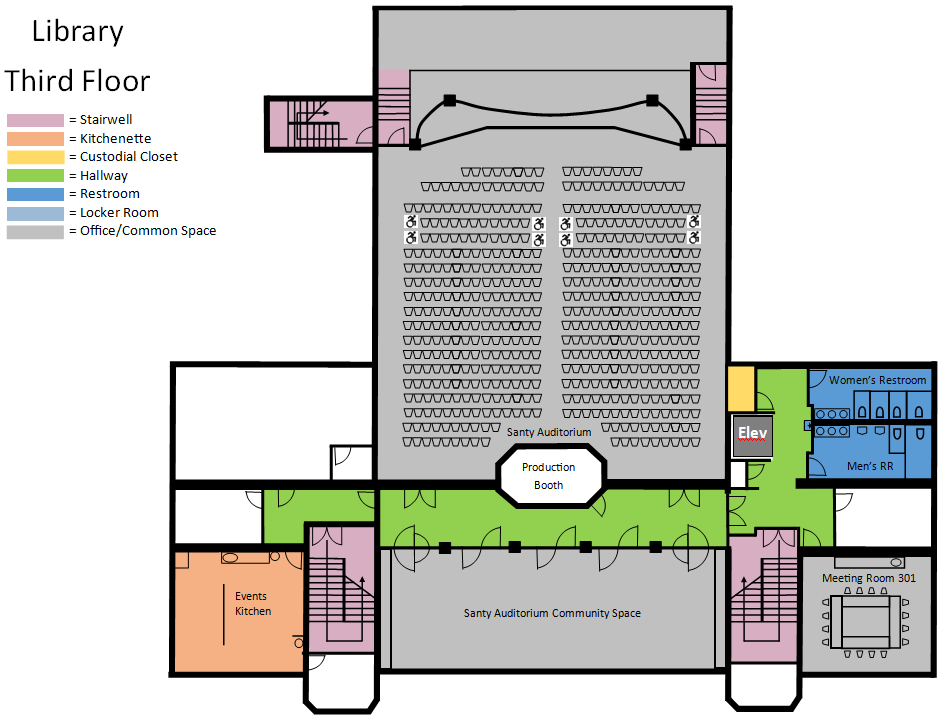 Library
Third Floor
= Stairwell
= Kitchenette
= Custodial Closet
= Hallway
= Restroom
= Locker Room
= Office/Common Space
Women's Restroom
Elev
Santy Auditorium
Men's RR
Production
Booth
Meeting Room 301
Events
Kitchen
Santy Auditorium Community Space